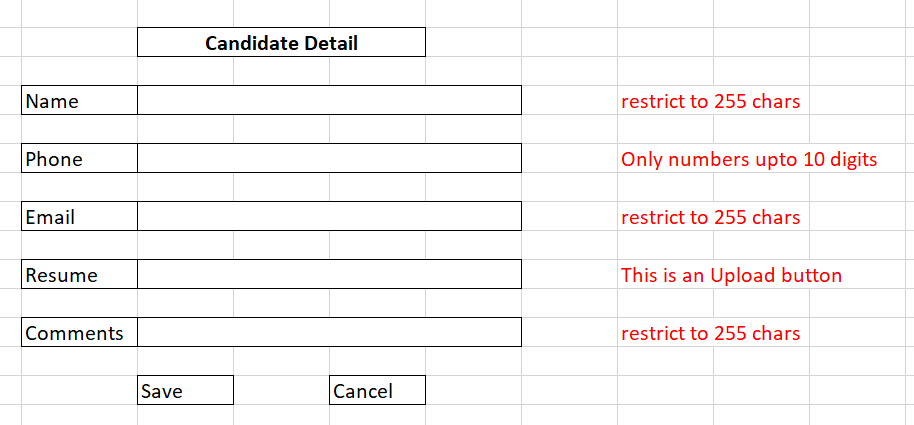 Candidate Detail
Name restrict to 255 chars
Phone Only numbers upto 10 digits
Email restrict to 255 chars
Resume This is an Upload button
Comments restrict to 255 chars
Save Cancel